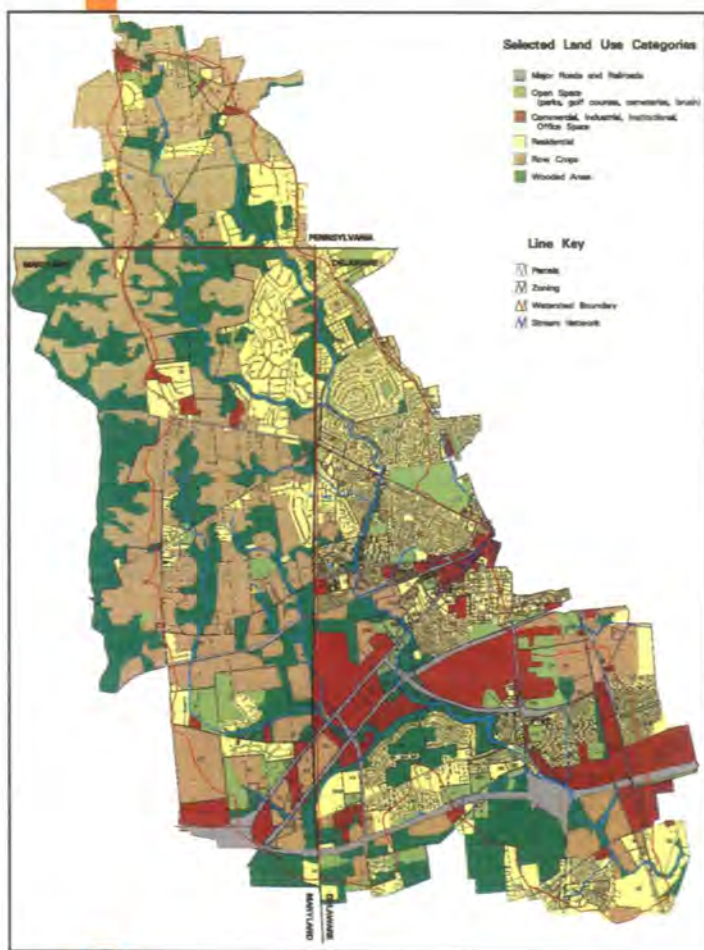 Selected Land Use Categories
Major Roads and Railroads
Open Space
(parks, golf courses, cemeteries, brush)
Commercial, Industrial, Institutional,
Office Space
Residential
Row Crops
Wooded Areas
PENNSYLVANIA
MARYLAND
DELAWARE
Line Key
Parcels
Zoning
Watershed Boundary
Stream Network
MARYLAND
DELAWARE